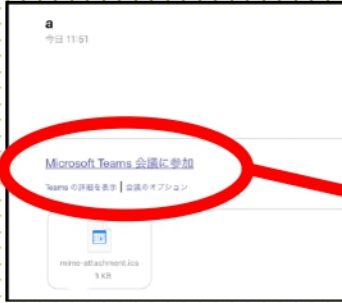 a
今日 11:51
Microsoft Teams 会議に参加
Teams の詳細を表示 | 会議のオプション
mime-attachment.ics
3 KB